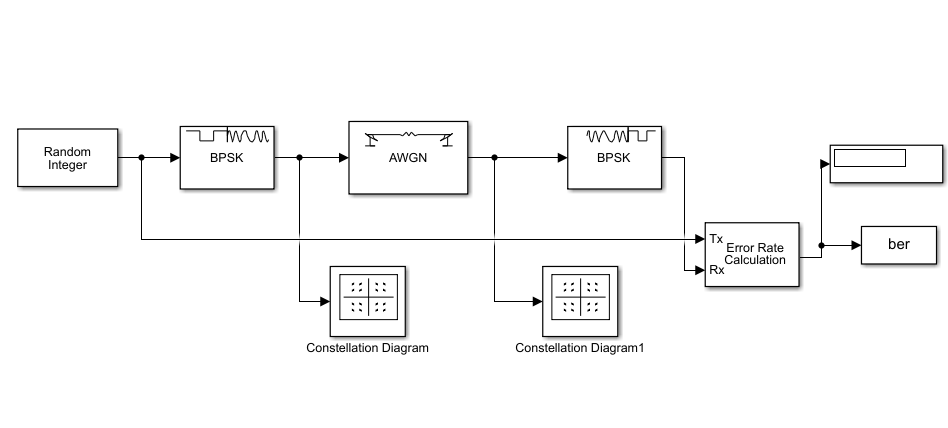 Random
Integer
BPSK
AWGN
BPSK
Tx
Error Rate
Calculation
Rx
ber
Constellation Diagram
Constellation Diagram1